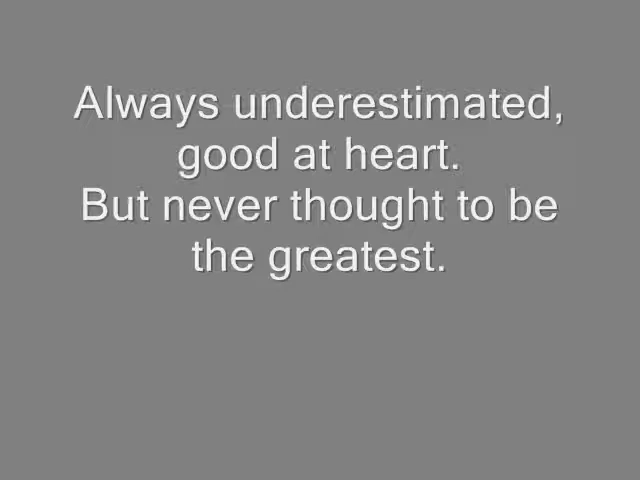 Always underestimated,
good at heart.
But never thought to be
the greatest.